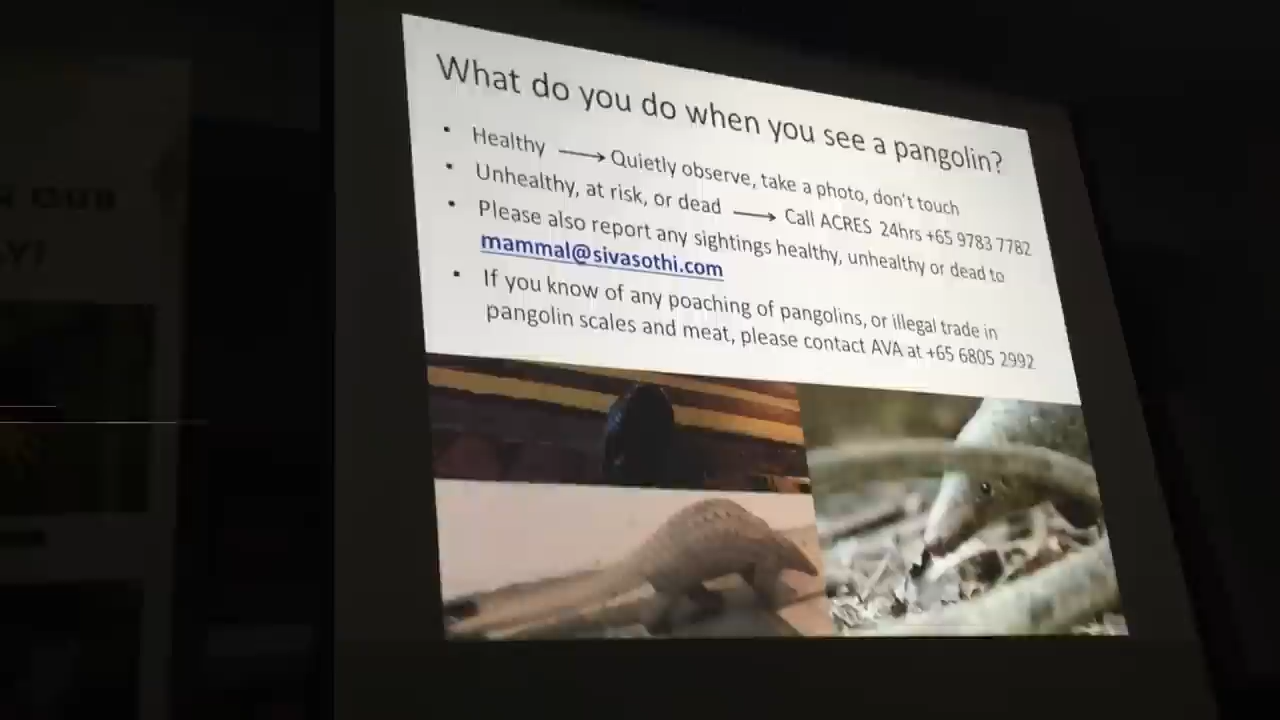 What do you do when you see a pangolin?
• Healthy ⟶ Quietly observe, take a photo, don't touch
• Unhealthy, at risk, or dead ⟶ Call ACRES 24hrs +65 9783 7782
• Please also report any sightings healthy, unhealthy or dead to
mammal@sivasothi.com
• If you know of any poaching of pangolins, or illegal trade in
pangolin scales and meat, please contact AVA at +65 6805 2992